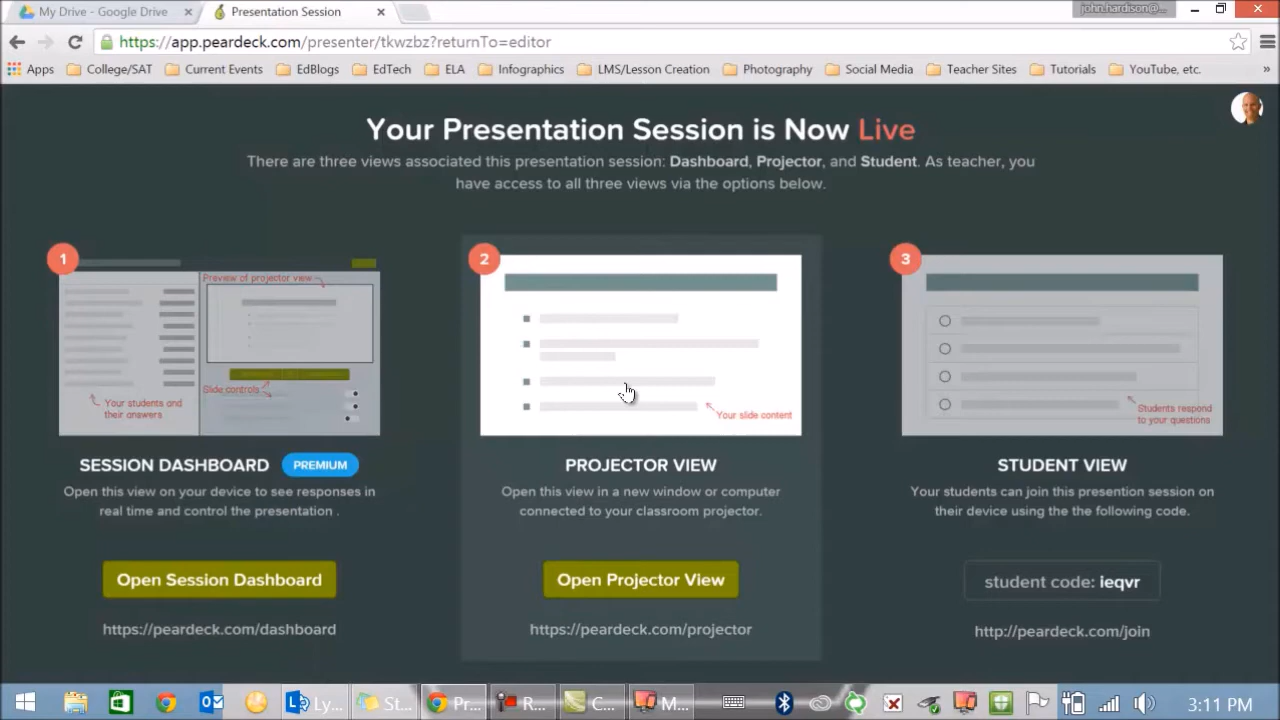 My Drive - Google Drive
Presentation Session
john.hardison@...
https://app.peardeck.com/presenter/tkwzbz?returnTo=editor
Apps College/SAT Current Events EdBlogs EdTech ELA Infographics LMS/Lesson Creation Photography Social Media Teacher Sites Tutorials YouTube, etc. »
Your Presentation Session is Now Live
There are three views associated this presentation session: Dashboard, Projector, and Student. As teacher, you
have access to all three views via the options below.
1
Preview of projector view
Slide controls
Your students and
their answers
SESSION DASHBOARD PREMIUM
Open this view on your device to see responses in
real time and control the presentation .
Open Session Dashboard
https://peardeck.com/dashboard
2
Your slide content
PROJECTOR VIEW
Open this view in a new window or computer
connected to your classroom projector.
Open Projector View
https://peardeck.com/projector
3
Students respond
to your questions
STUDENT VIEW
Your students can join this presention session on
their device using the the following code.
student code: ieqvr
http://peardeck.com/join
Ly... St... Pr... R... C... M... 3:11 PM